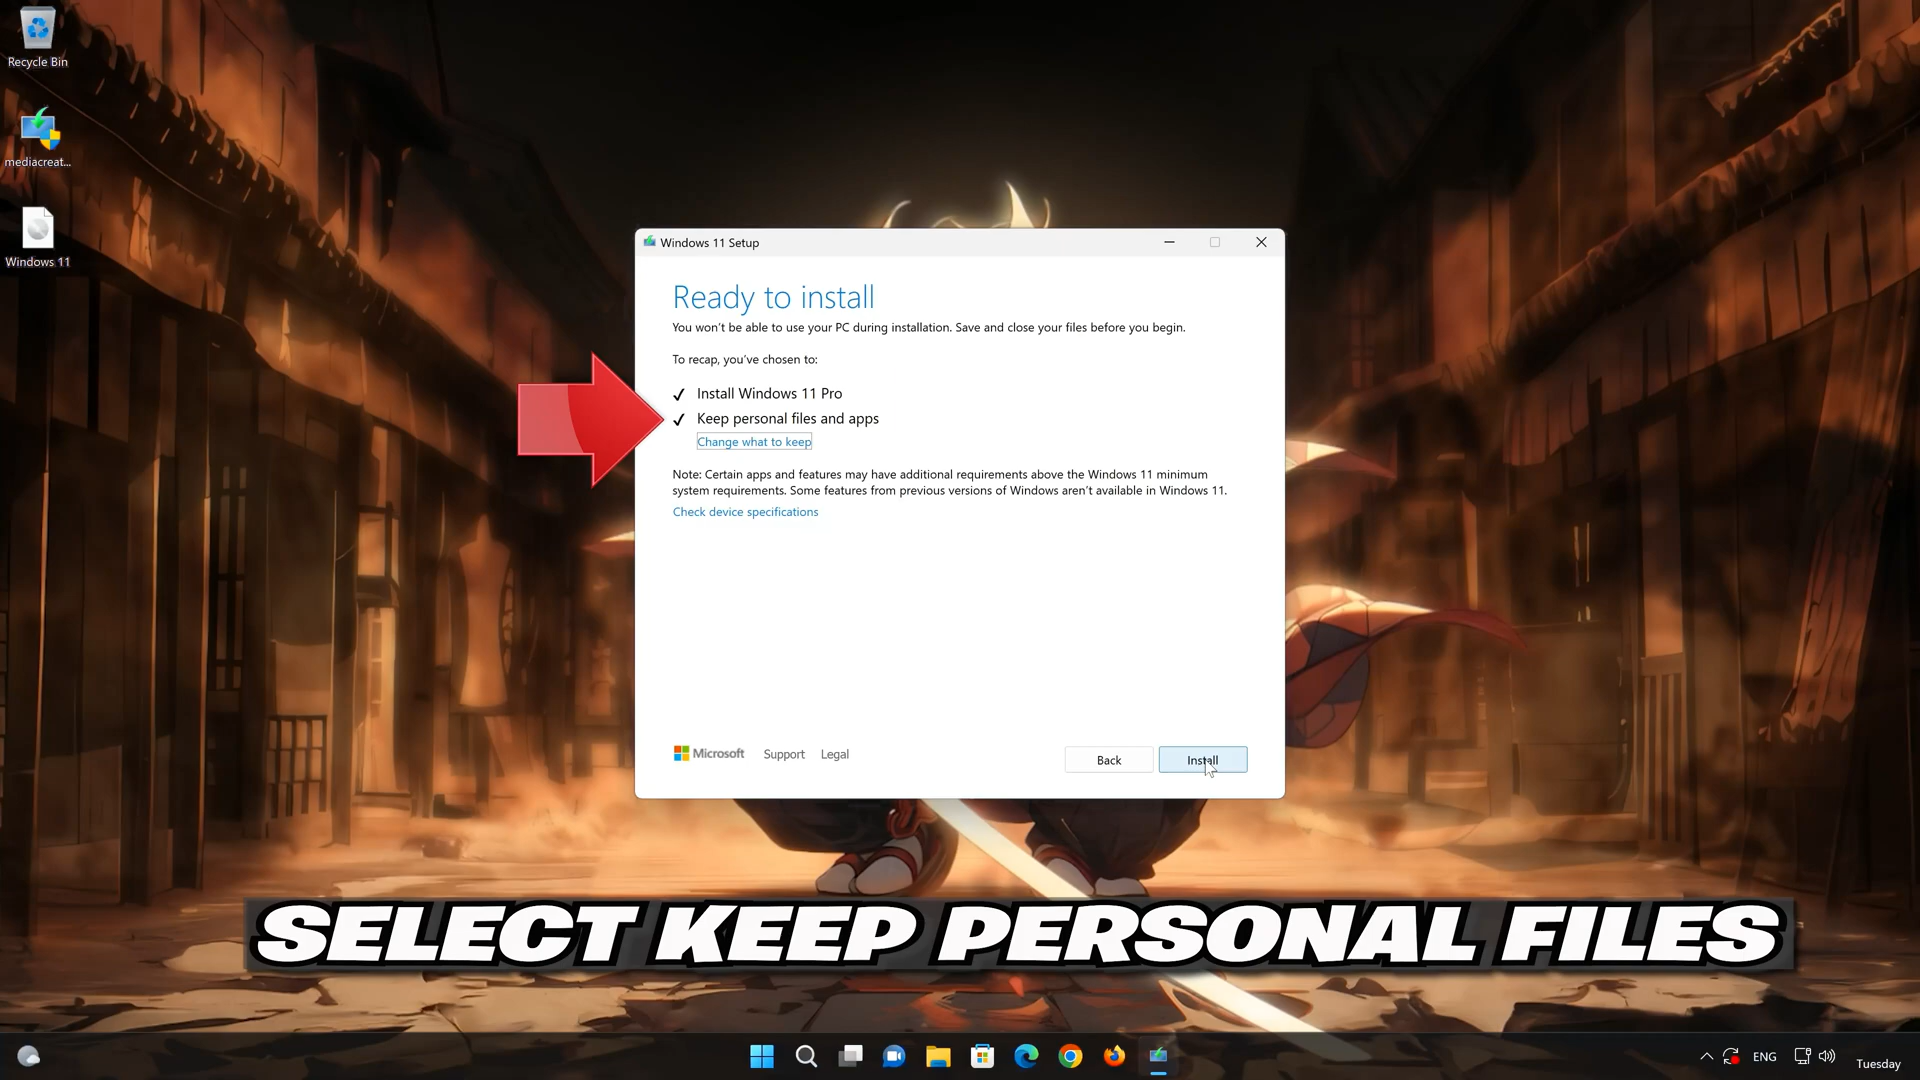 Recycle Bin
mediacreat...
Windows 11
Windows 11 Setup
Ready to install
You won't be able to use your PC during installation. Save and close your files before you begin.
To recap, you've chosen to:
Install Windows 11 Pro
Keep personal files and apps
Change what to keep
Note: Certain apps and features may have additional requirements above the Windows 11 minimum
system requirements. Some features from previous versions of Windows aren't available in Windows 11.
Check device specifications
Microsoft Support Legal
Back Install
SELECT KEEP PERSONAL FILES
ENG
Tuesday